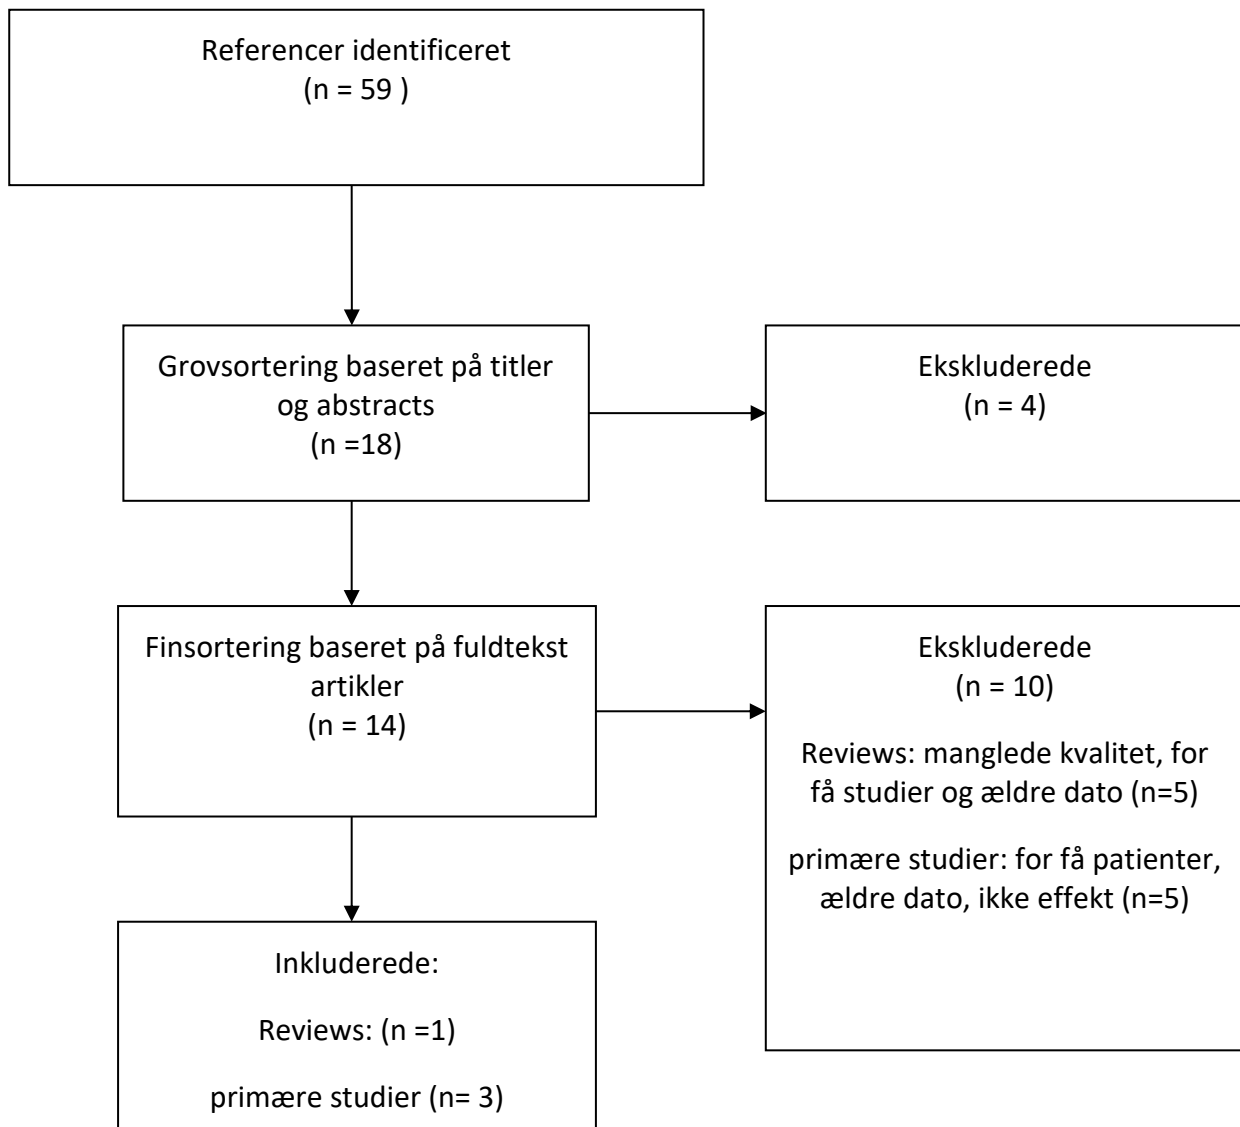 Referencer identificeret
(n = 59 )
Grovsortering baseret på titler
og abstracts
(n =18)
Ekskluderede
(n = 4)
Finsortering baseret på fuldtekst
artikler
(n = 14)
Ekskluderede
(n = 10)
Reviews: manglede kvalitet, for
få studier og ældre dato (n=5)
primære studier: for få patienter,
ældre dato, ikke effekt (n=5)
Inkluderede:
Reviews: (n =1)
primære studier (n= 3)